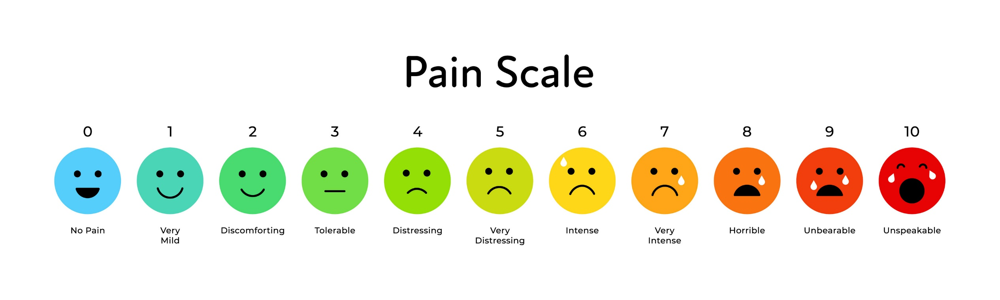 Pain Scale
0 1 2 3 4 5 6 7 8 9 10
No Pain
Very
Mild
Discomforting
Tolerable
Distressing
Very
Distressing
Intense
Very
Intense
Horrible
Unbearable
Unspeakable